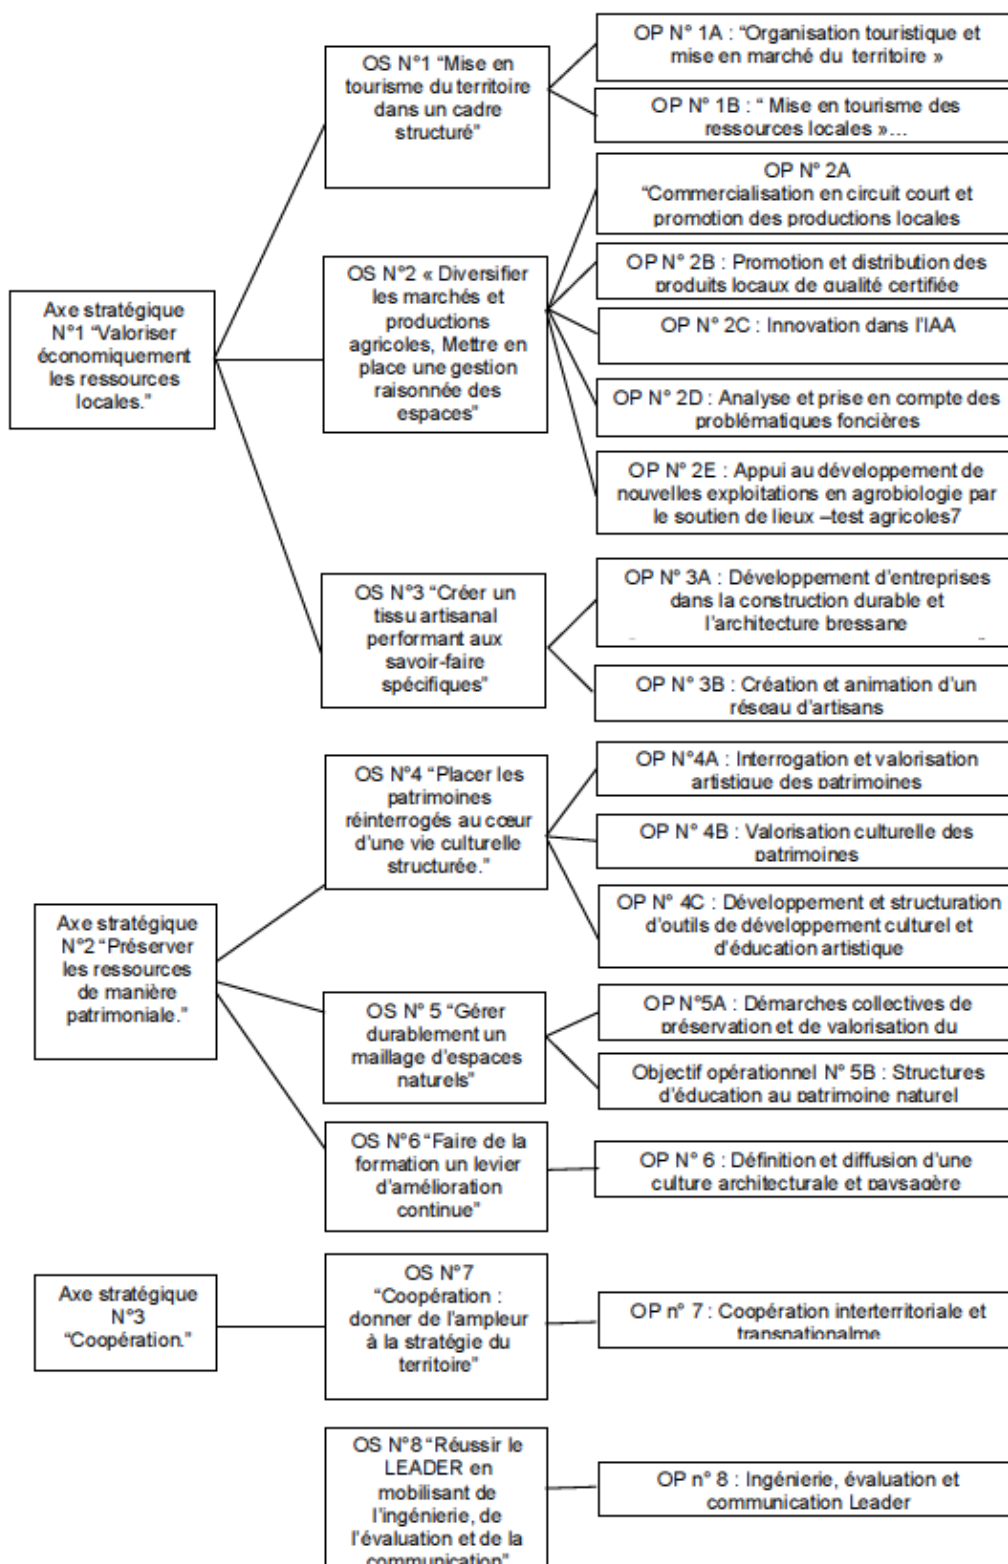 Axe stratégique
N°1 “Valoriser
économiquement
les ressources
locales.”
OS N°1 “Mise en
tourisme du territoire
dans un cadre
structuré”
OP N° 1A : “Organisation touristique et
mise en marché du territoire »
OP N° 1B : “ Mise en tourisme des
ressources locales »…
OS N°2 « Diversifier
les marchés et
productions
agricoles, Mettre en
place une gestion
raisonnée des
espaces”
OP N° 2A
“Commercialisation en circuit court et
promotion des productions locales
OP N° 2B : Promotion et distribution des
produits locaux de qualité certifiée
OP N° 2C : Innovation dans l’IAA
OP N° 2D : Analyse et prise en compte des
problématiques foncières
OP N° 2E : Appui au développement de
nouvelles exploitations en agrobiologie par
le soutien de lieux –test agricoles7
OS N°3 “Créer un
tissu artisanal
performant aux
savoir-faire
spécifiques”
OP N° 3A : Développement d’entreprises
dans la construction durable et
l’architecture bressane
OP N° 3B : Création et animation d’un
réseau d’artisans
Axe stratégique
N°2 “Préserver
les ressources
de manière
patrimoniale.”
OS N°4 “Placer les
patrimoines
réinterrogés au cœur
d’une vie culturelle
structurée.”
OP N°4A : Interrogation et valorisation
artistique des patrimoines
OP N° 4B : Valorisation culturelle des
patrimoines
OP N° 4C : Développement et structuration
d’outils de développement culturel et
d’éducation artistique
OS N° 5 “Gérer
durablement un
maillage d’espaces
naturels”
OP N°5A : Démarches collectives de
préservation et de valorisation du
Objectif opérationnel N° 5B : Structures
d’éducation au patrimoine naturel
OS N°6 “Faire de la
formation un levier
d’amélioration
continue”
OP N° 6 : Définition et diffusion d’une
culture architecturale et paysagère
Axe stratégique
N°3
“Coopération.”
OS N°7
“Coopération :
donner de l’ampleur
à la stratégie du
territoire”
OP n° 7 : Coopération interterritoriale et
transnationalme
OS N°8 “Réussir le
LEADER en
mobilisant de
l’ingénierie, de
l’évaluation et de la
communication”
OP n° 8 : Ingénierie, évaluation et
communication Leader